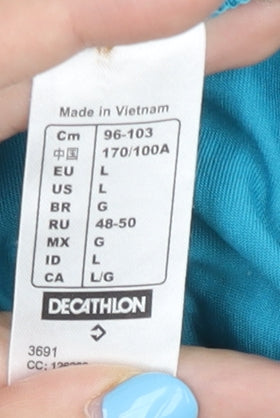 Made in Vietnam
Cm 96-103
中国 170/100A
EU L
US L
BR G
RU 48-50
MX G
ID L
CA L/G
DECATHLON
3691
CC: